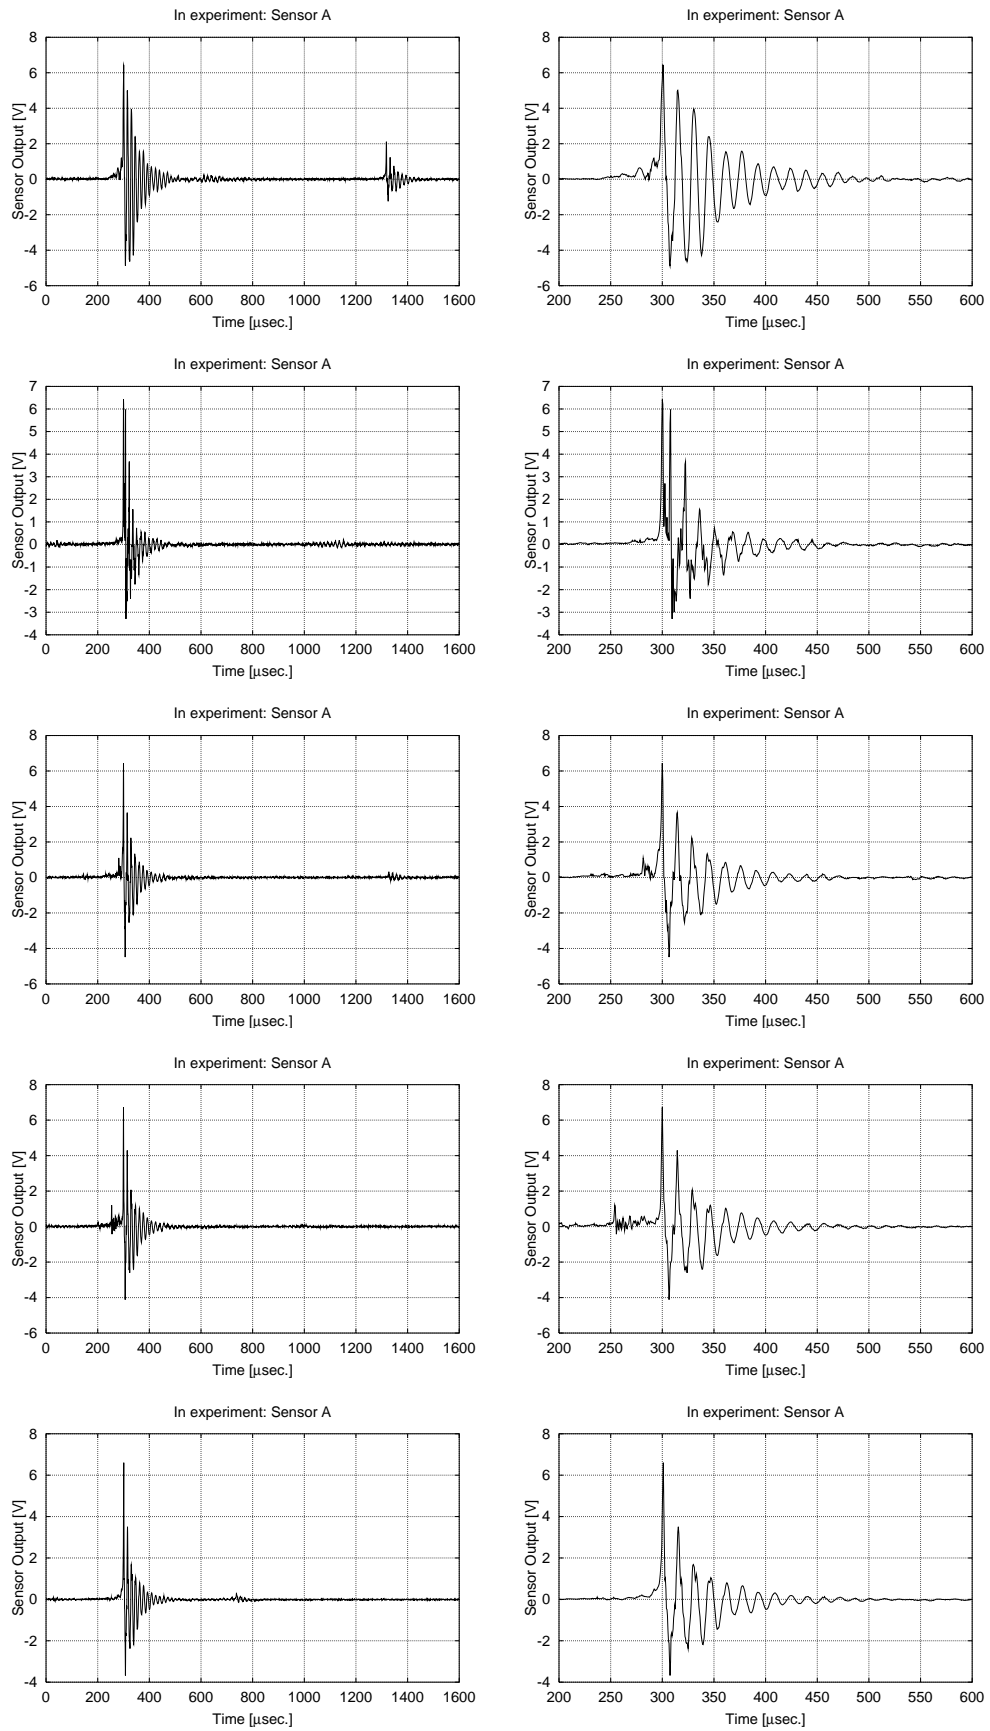 In experiment: Sensor A
In experiment: Sensor A
Sensor Output [V]
8
6
4
2
0
-2
-4
-6
0 200 400 600 800 1000 1200 1400 1600
Time [μsec.]
Sensor Output [V]
8
6
4
2
0
-2
-4
-6
200 250 300 350 400 450 500 550 600
Time [μsec.]
In experiment: Sensor A
In experiment: Sensor A
Sensor Output [V]
7
6
5
4
3
2
1
0
-1
-2
-3
-4
0 200 400 600 800 1000 1200 1400 1600
Time [μsec.]
Sensor Output [V]
7
6
5
4
3
2
1
0
-1
-2
-3
-4
200 250 300 350 400 450 500 550 600
Time [μsec.]
In experiment: Sensor A
In experiment: Sensor A
Sensor Output [V]
8
6
4
2
0
-2
-4
-6
0 200 400 600 800 1000 1200 1400 1600
Time [μsec.]
Sensor Output [V]
8
6
4
2
0
-2
-4
-6
200 250 300 350 400 450 500 550 600
Time [μsec.]
In experiment: Sensor A
In experiment: Sensor A
Sensor Output [V]
8
6
4
2
0
-2
-4
-6
0 200 400 600 800 1000 1200 1400 1600
Time [μsec.]
Sensor Output [V]
8
6
4
2
0
-2
-4
-6
200 250 300 350 400 450 500 550 600
Time [μsec.]
In experiment: Sensor A
In experiment: Sensor A
Sensor Output [V]
8
6
4
2
0
-2
-4
0 200 400 600 800 1000 1200 1400 1600
Time [μsec.]
Sensor Output [V]
8
6
4
2
0
-2
-4
200 250 300 350 400 450 500 550 600
Time [μsec.]